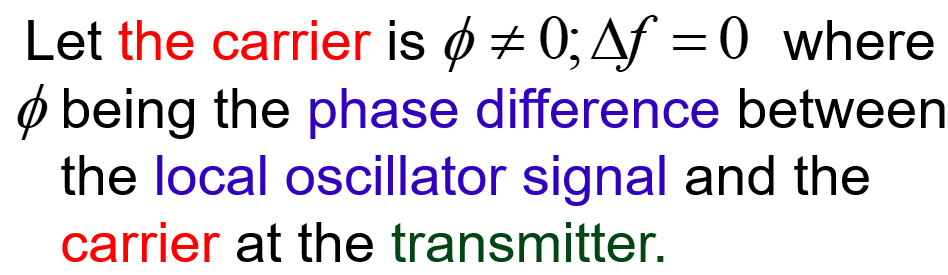 Let the carrier is ϕ ≠ 0; Δf = 0 where
ϕ being the phase difference between
the local oscillator signal and the
carrier at the transmitter.